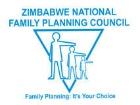 ZIMBABWE NATIONAL
FAMILY PLANNING COUNCIL
Family Planning: It's Your Choice